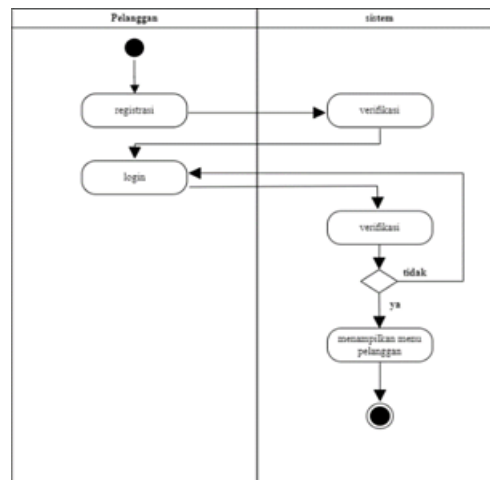 Pelanggan
sistem
registrasi
verifikasi
login
verifikasi
tidak
ya
menampilkan menu
pelanggan